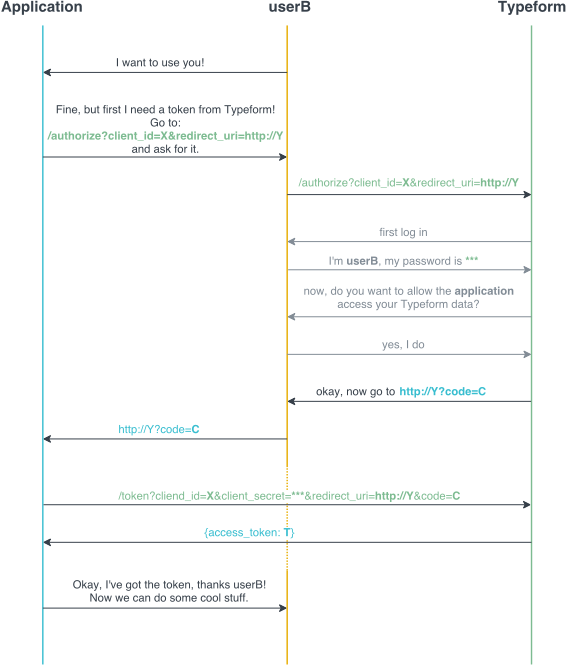 Application userB Typeform
I want to use you!
Fine, but first I need a token from Typeform!
Go to:
/authorize?client_id=X&redirect_uri=http://Y
and ask for it.
/authorize?client_id=X&redirect_uri=http://Y
first log in
I'm userB, my password is ***
now, do you want to allow the application
access your Typeform data?
yes, I do
okay, now go to http://Y?code=C
http://Y?code=C
/token?cliend_id=X&client_secret=***&redirect_uri=http://Y&code=C
{access_token: T}
Okay, I've got the token, thanks userB!
Now we can do some cool stuff.